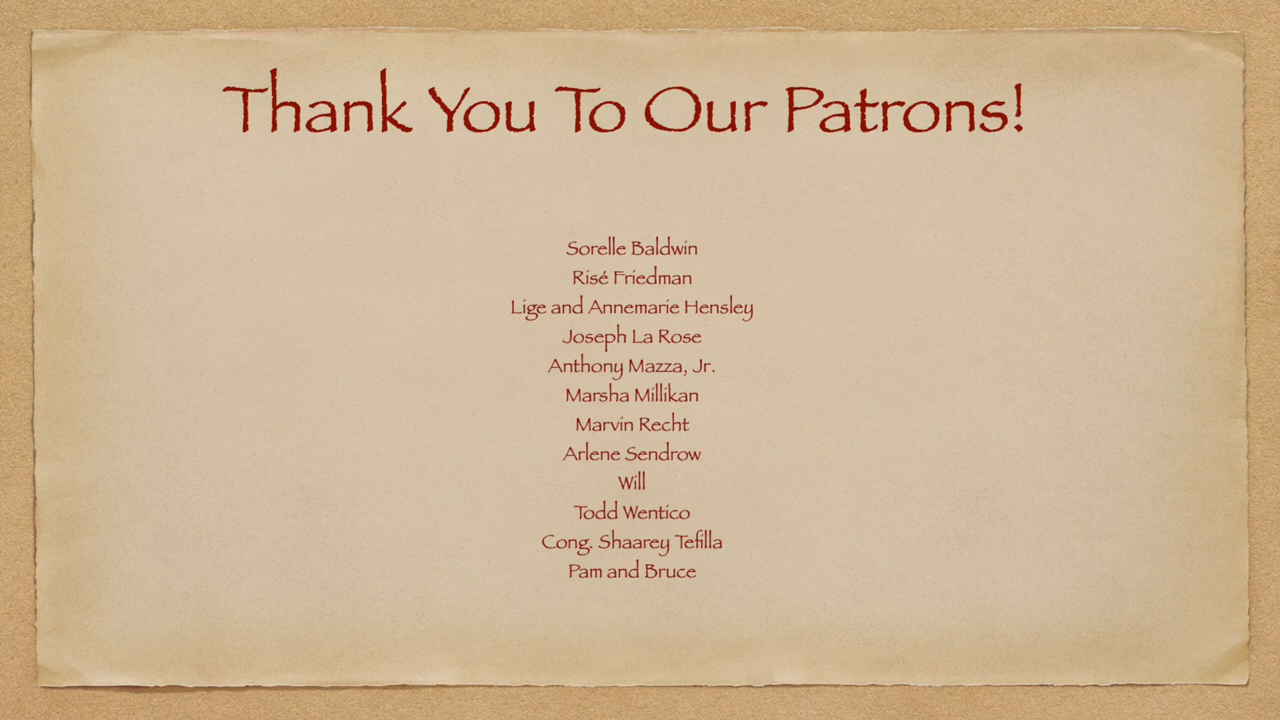 Thank You To Our Patrons!
Sorelle Baldwin
Risé Friedman
Lige and Annemarie Hensley
Joseph La Rose
Anthony Mazza, Jr.
Marsha Millikan
Marvin Recht
Arlene Sendrow
Will
Todd Wentico
Cong. Shaarey Tefilla
Pam and Bruce